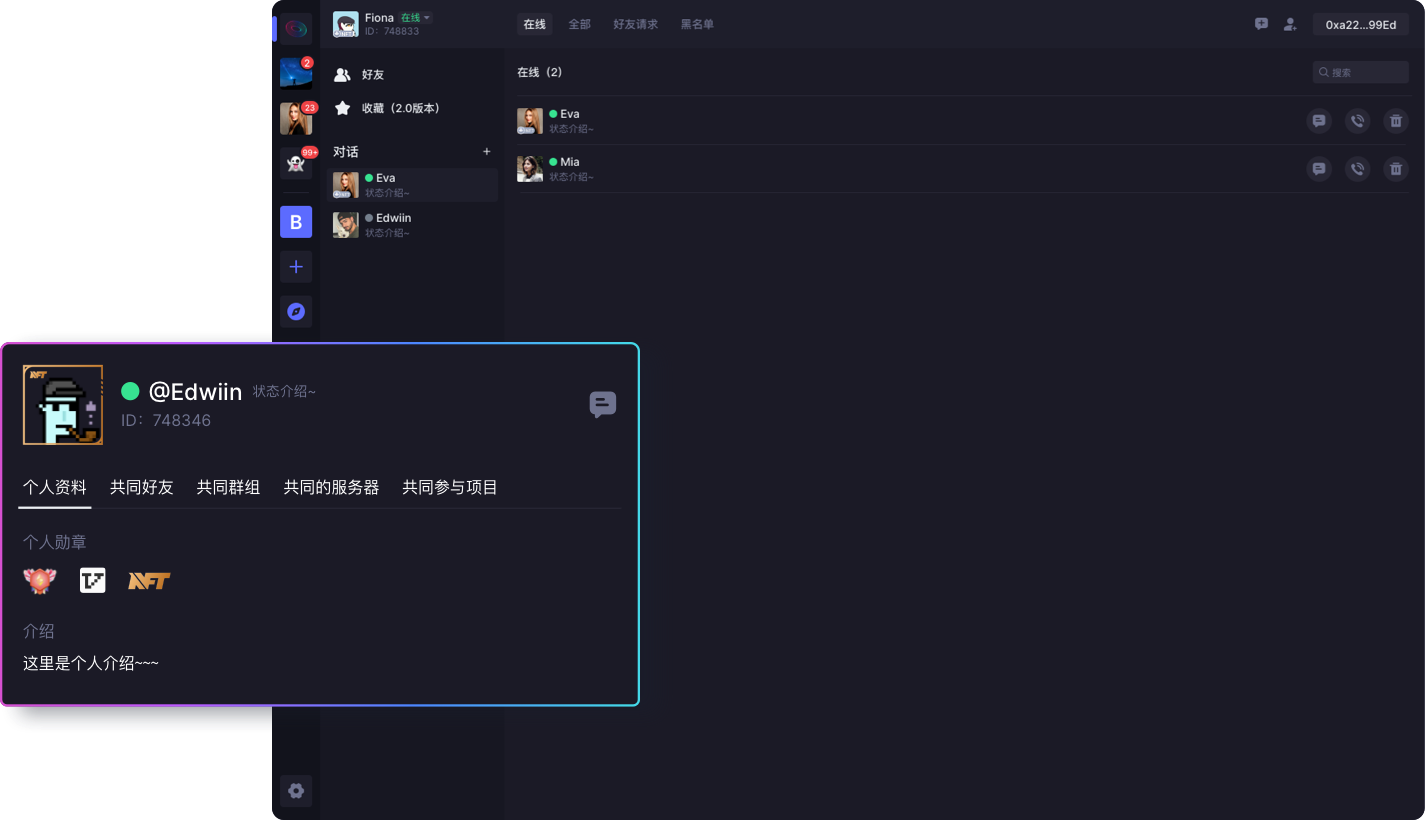 Fiona 在线
ID：748833
在线 全部 好友请求 黑名单
0xa22...99Ed
2
23
99+
B
好友
收藏（2.0版本）
对话 +
Eva
状态介绍~
Edwiin
状态介绍~
在线（2）
搜索
Eva
状态介绍~
Mia
状态介绍~
NFT
@Edwiin 状态介绍~
ID：748346
个人资料 共同好友 共同群组 共同的服务器 共同参与项目
个人勋章
NFT
介绍
这里是个人介绍~~~